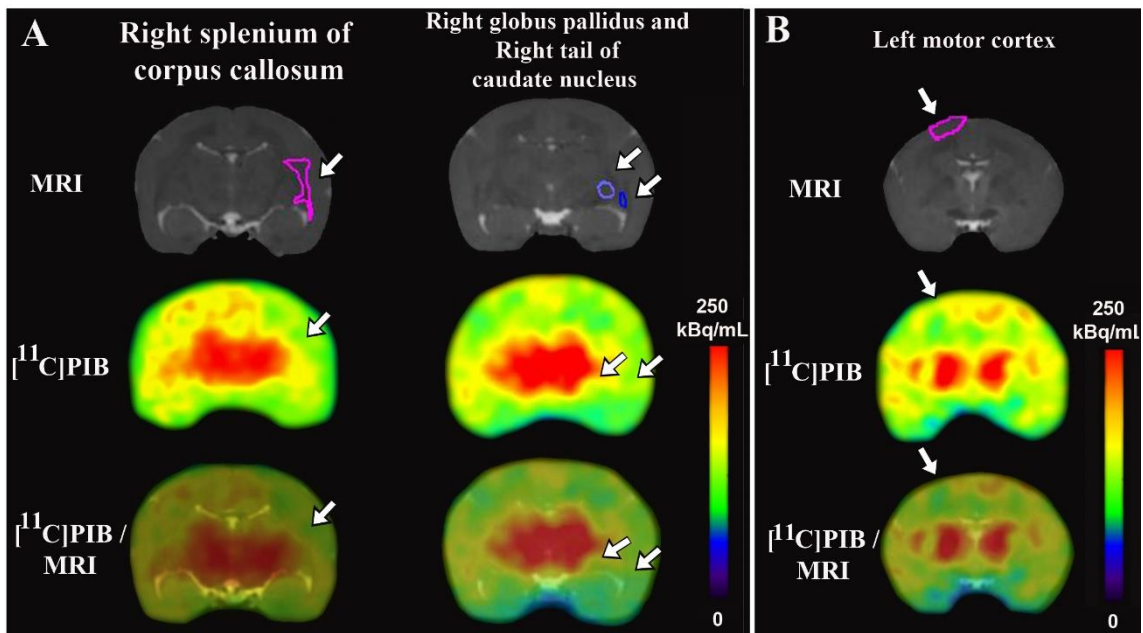 A
Right splenium of
corpus callosum
Right globus pallidus and
Right tail of
caudate nucleus
B
Left motor cortex
MRI
MRI
[11C]PIB
250
kBq/mL
[11C]PIB
250
kBq/mL
[11C]PIB /
MRI
0
[11C]PIB /
MRI
0